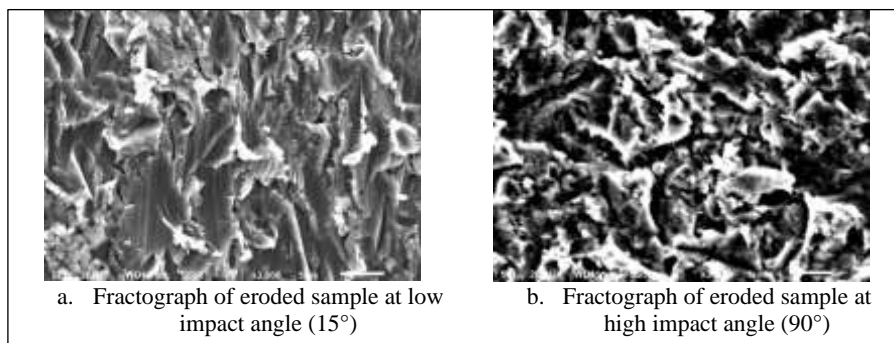 a. Fractograph of eroded sample at low
impact angle (15°)
b. Fractograph of eroded sample at
high impact angle (90°)